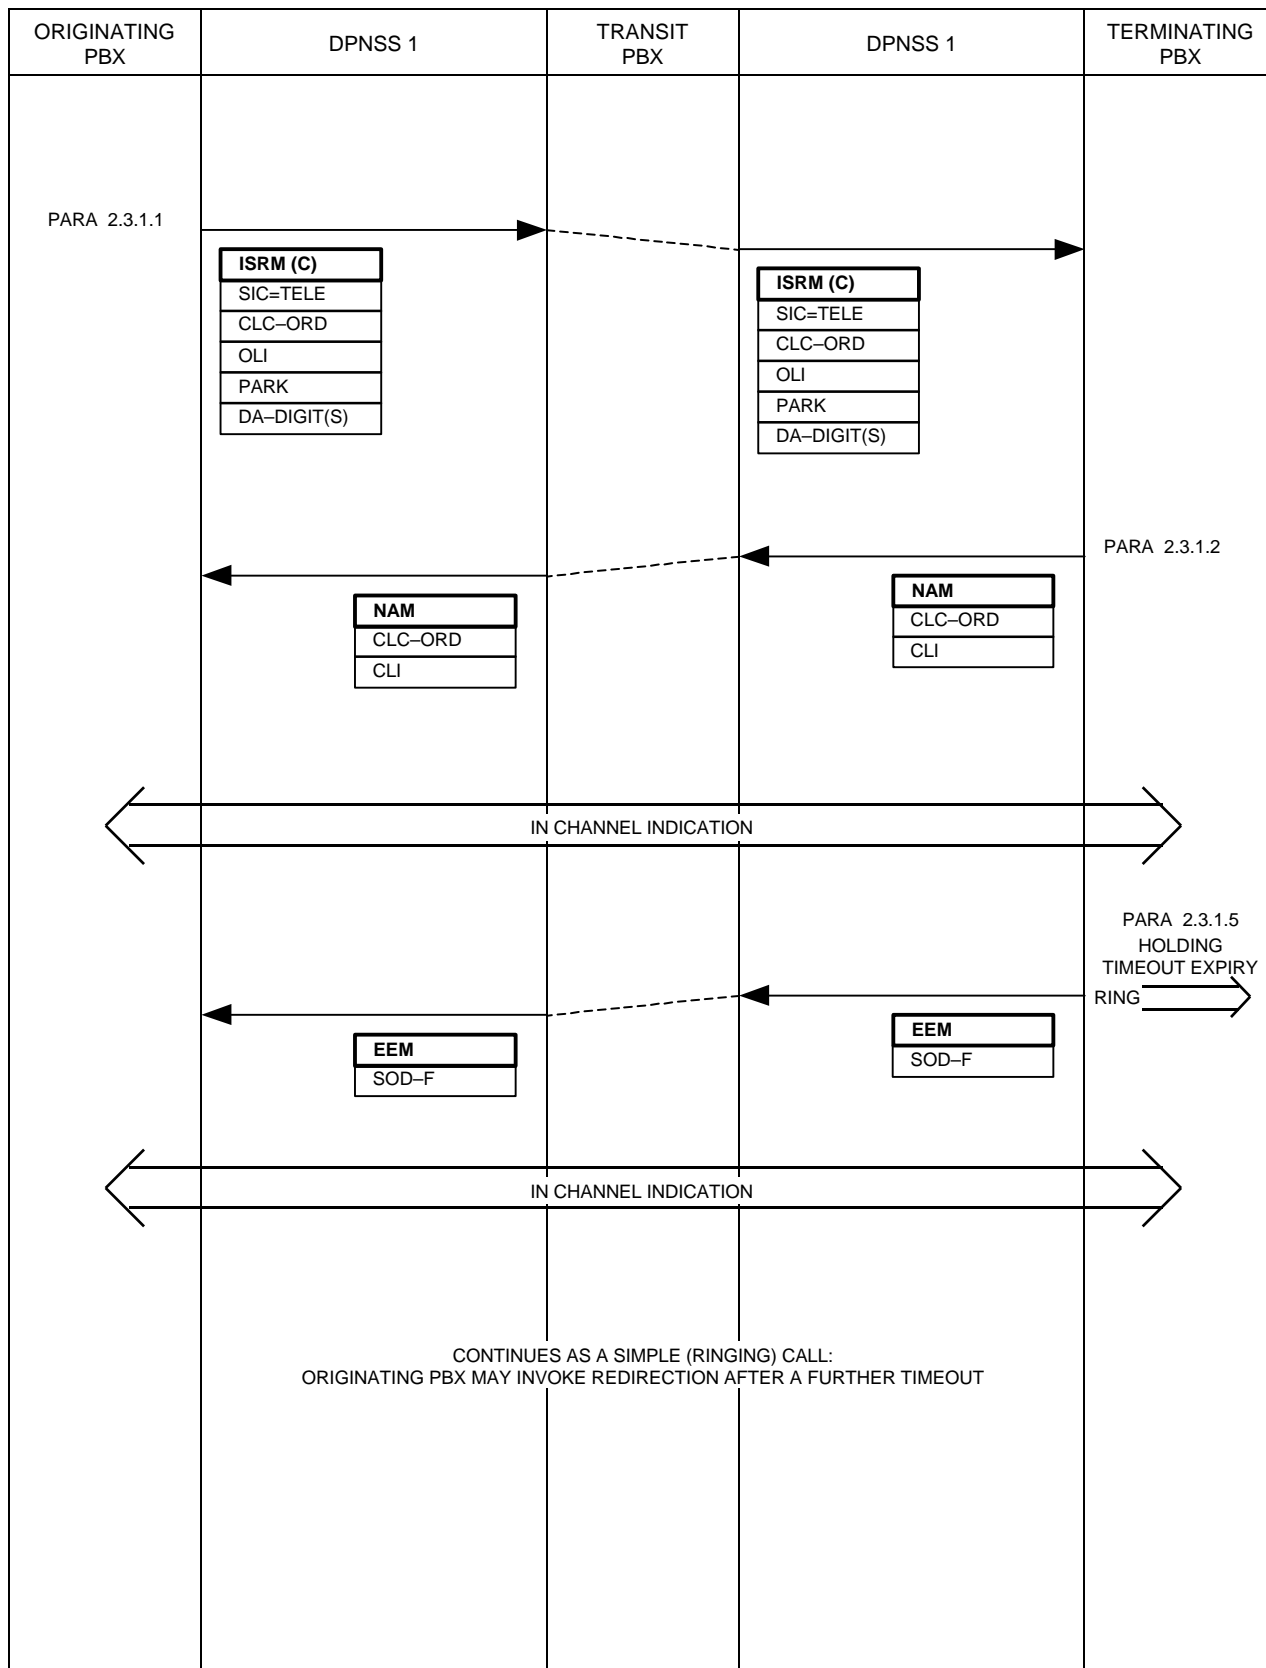 ORIGINATING
PBX
DPNSS 1
TRANSIT
PBX
DPNSS 1
TERMINATING
PBX
PARA 2.3.1.1
ISRM (C)
SIC=TELE
CLC–ORD
OLI
PARK
DA–DIGIT(S)
ISRM (C)
SIC=TELE
CLC–ORD
OLI
PARK
DA–DIGIT(S)
PARA 2.3.1.2
NAM
CLC–ORD
CLI
NAM
CLC–ORD
CLI
IN CHANNEL INDICATION
PARA 2.3.1.5
HOLDING
TIMEOUT EXPIRY
RING
EEM
SOD–F
EEM
SOD–F
IN CHANNEL INDICATION
CONTINUES AS A SIMPLE (RINGING) CALL:
ORIGINATING PBX MAY INVOKE REDIRECTION AFTER A FURTHER TIMEOUT